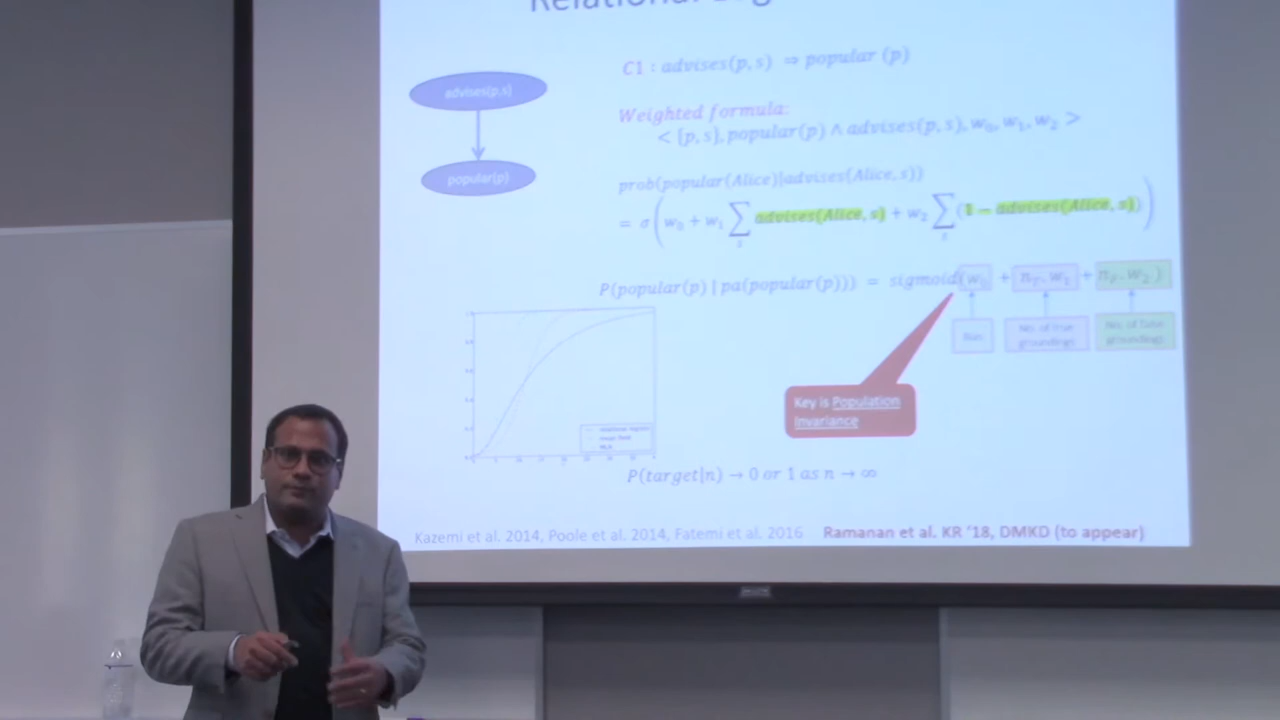 Relational
advises(p,s)
popular(p)
C1 : advises(p, s) ⇒ popular (p)
Weighted formula:
< {p, s}, popular(p) ∧ advises(p, s), w₀, w₁, w₂ >
prob(popular(Alice)|advises(Alice, s))
= σ ( w₀ + w₁ ∑ₛ advises(Alice, s) + w₂ ∑ₛ (1 − advises(Alice, s)) )
P(popular(p) | pa(popular(p))) = sigmoid(w₀ + n_T.w₁ + n_F.w₂ )
Bias
No. of true groundings
No. of false groundings
Key is Population
Invariance
P(target|n) → 0 or 1 as n → ∞
Kazemi et al. 2014, Poole et al. 2014, Fatemi et al. 2016 Ramanan et al. KR '18, DMKD (to appear)